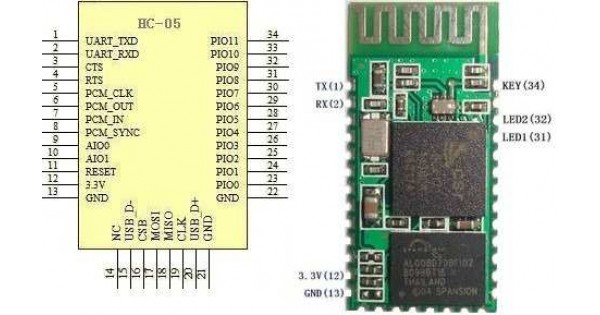 HC-05
1 UART_TXD PIO11 34
2 UART_RXD PIO10 33
3 CTS PIO9 32
4 RTS PIO8 31
5 PCM_CLK PIO7 30
6 PCM_OUT PIO6 29
7 PCM_IN PIO5 28
8 PCM_SYNC PIO4 27
9 AIO0 PIO3 26
10 AIO1 PIO2 25
11 RESET PIO1 24
12 3.3V PIO0 23
13 GND GND 22
NC USB_D- CSB MOSI MISO CLK USB_D+ GND
14 15 16 17 18 19 20 21
TX(1)
RX(2)
KEY(34)
LED2(32)
LED1(31)
3.3V(12)
GND(13)
THAILAND
SPANSION